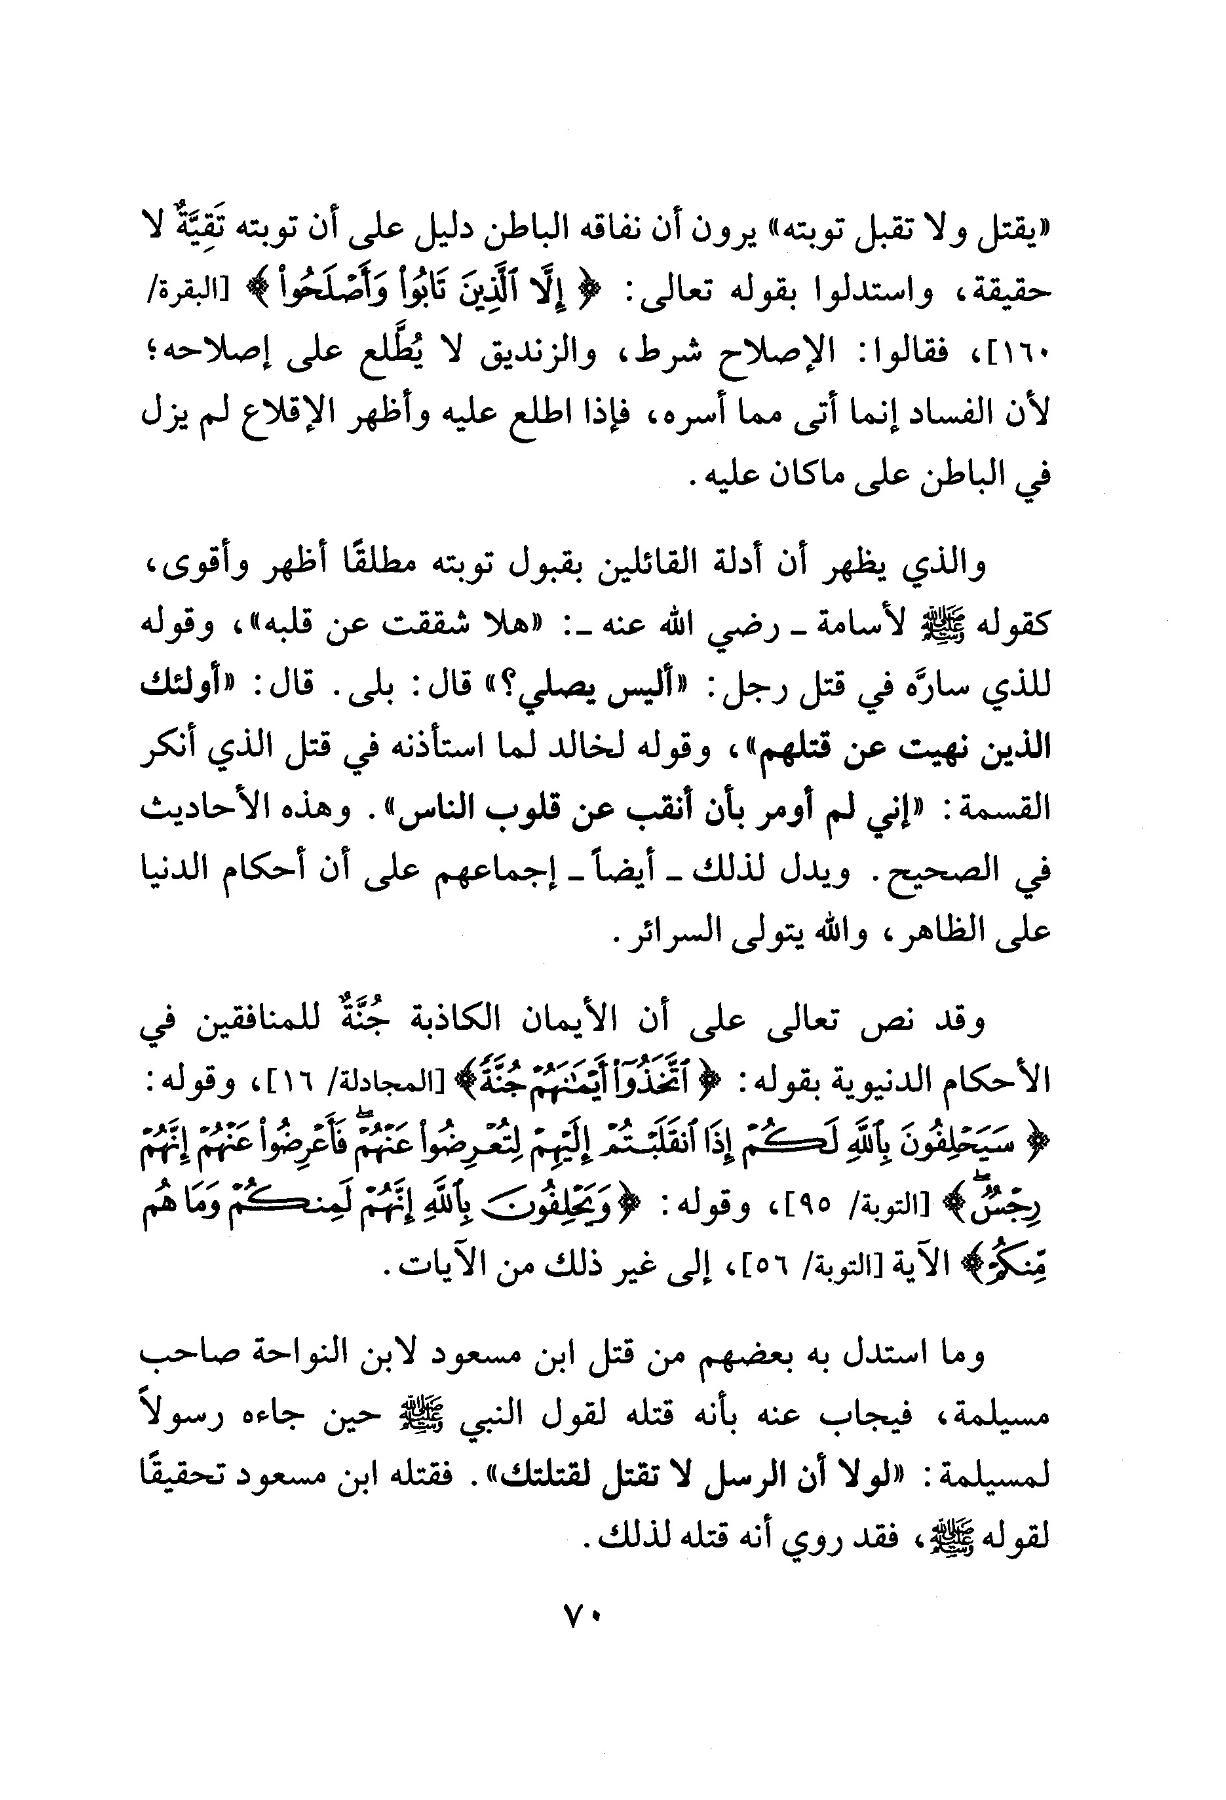 «يقتل ولا تقبل توبته» يرون أن نفاقه الباطن دليل على أن توبته تَقِيَّةٌ لا
حقيقة، واستدلوا بقوله تعالى: ﴿ إِلَّا ٱلَّذِينَ تَابُوا۟ وَأَصْلَحُوا۟ ﴾ [البقرة/
١٦٠]، فقالوا: الإصلاح شرط، والزنديق لا يُطَّلع على إصلاحه؛
لأن الفساد إنما أتى مما أسره، فإذا اطلع عليه وأظهر الإقلاع لم يزل
في الباطن على ماكان عليه.
والذي يظهر أن أدلة القائلين بقبول توبته مطلقًا أظهر وأقوى،
كقوله ﷺ لأسامة ـ رضي الله عنه ـ: «هلا شققت عن قلبه»، وقوله
للذي سارَّه في قتل رجل: «أليس يصلي؟» قال: بلى. قال: «أولئك
الذين نهيت عن قتلهم»، وقوله لخالد لما استأذنه في قتل الذي أنكر
القسمة: «إني لم أومر بأن أنقب عن قلوب الناس». وهذه الأحاديث
في الصحيح. ويدل لذلك ـ أيضاً ـ إجماعهم على أن أحكام الدنيا
على الظاهر، والله يتولى السرائر.
وقد نص تعالى على أن الأيمان الكاذبة جُنَّةٌ للمنافقين في
الأحكام الدنيوية بقوله: ﴿ ٱتَّخَذُوٓا۟ أَيْمَٰنَهُمْ جُنَّةً ﴾ [المجادلة/ ١٦]، وقوله:
﴿ سَيَحْلِفُونَ بِٱللَّهِ لَكُمْ إِذَا ٱنقَلَبْتُمْ إِلَيْهِمْ لِتُعْرِضُوا۟ عَنْهُمْ ۖ فَأَعْرِضُوا۟ عَنْهُمْ إِنَّهُمْ
رِجْسٌ ۖ ﴾ [التوبة/ ٩٥]، وقوله: ﴿ وَيَحْلِفُونَ بِٱللَّهِ إِنَّهُمْ لَمِنكُمْ وَمَا هُم
مِّنكُمْ ﴾ الآية [التوبة/ ٥٦]، إلى غير ذلك من الآيات.
وما استدل به بعضهم من قتل ابن مسعود لابن النواحة صاحب
مسيلمة، فيجاب عنه بأنه قتله لقول النبي ﷺ حين جاءه رسولاً
لمسيلمة: «لولا أن الرسل لا تقتل لقتلتك». فقتله ابن مسعود تحقيقًا
لقوله ﷺ، فقد روي أنه قتله لذلك.
٧٠